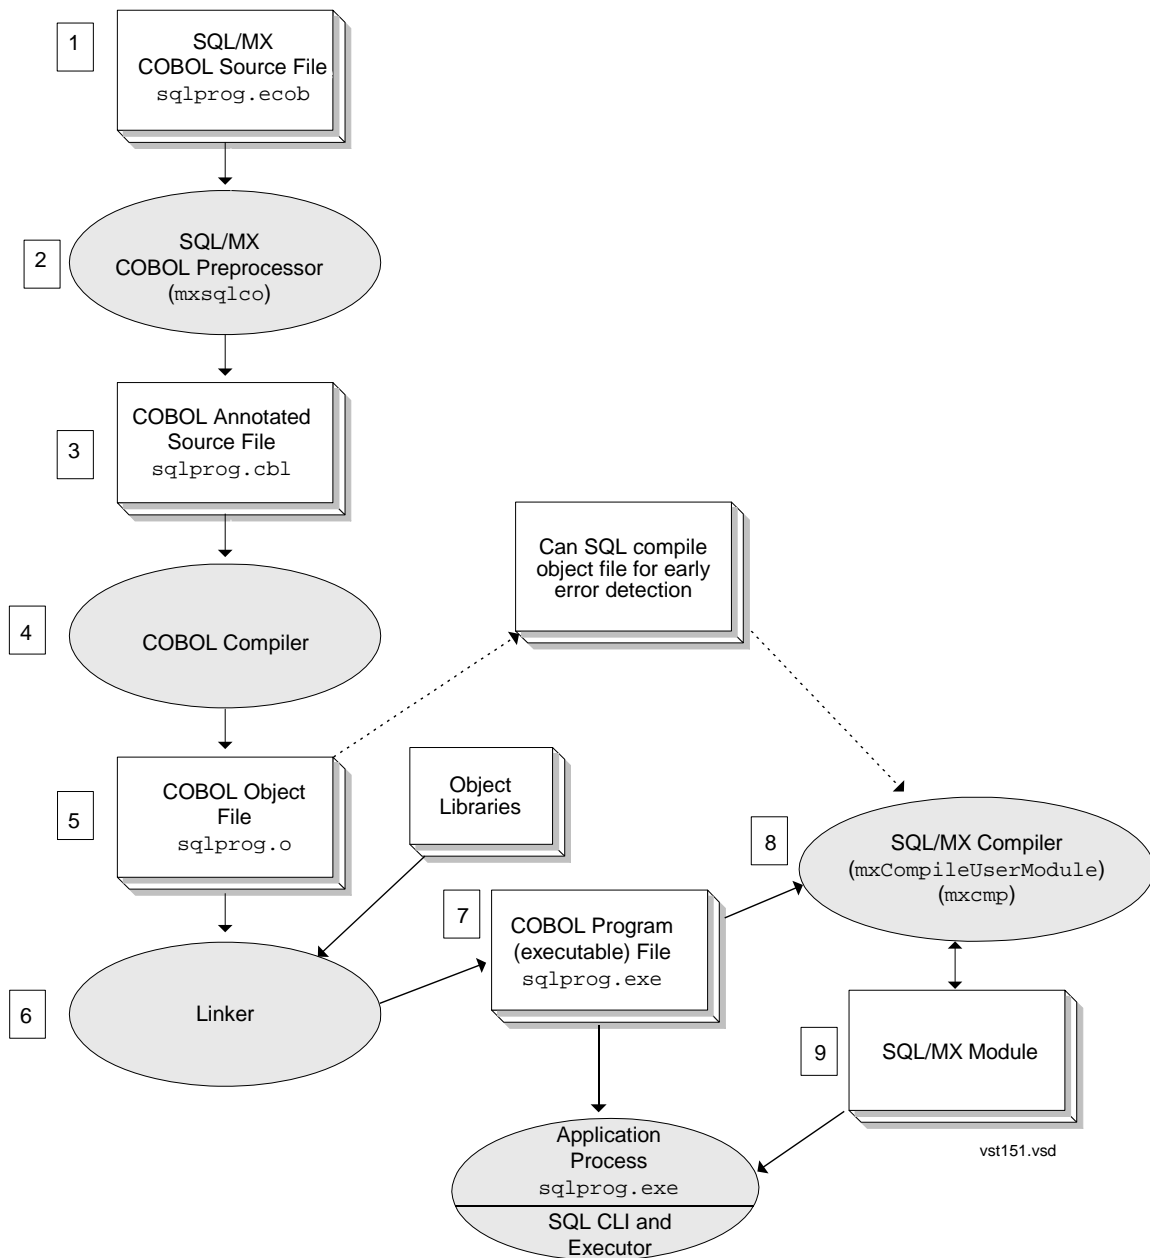 1
SQL/MX
COBOL Source File
sqlprog.ecob
2
SQL/MX
COBOL Preprocessor
(mxsqlco)
3
COBOL Annotated
Source File
sqlprog.cbl
Can SQL compile
object file for early
error detection
4
COBOL Compiler
5
COBOL Object
File
sqlprog.o
Object
Libraries
8
SQL/MX Compiler
(mxCompileUserModule)
(mxcmp)
7
COBOL Program
(executable) File
sqlprog.exe
6
Linker
9
SQL/MX Module
vst151.vsd
Application
Process
sqlprog.exe
SQL CLI and
Executor